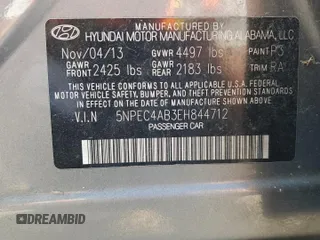 MANUFACTURED BY
HYUNDAI MOTOR MANUFACTURING ALABAMA, LLC
Nov/04/13 GVWR 4497 lbs PAINT P3
GAWR FRONT 2425 lbs GAWR REAR 2183 lbs TRIM RA
THIS VEHICLE CONFORMS TO ALL APPLICABLE
FEDERAL MOTOR VEHICLE SAFETY, BUMPER, AND
THEFT PREVENTION STANDARDS IN EFFECT ON THE
DATE OF MANUFACTURE SHOWN ABOVE.
V.I.N 5NPEC4AB3EH844712
PASSENGER CAR
DREAMBID